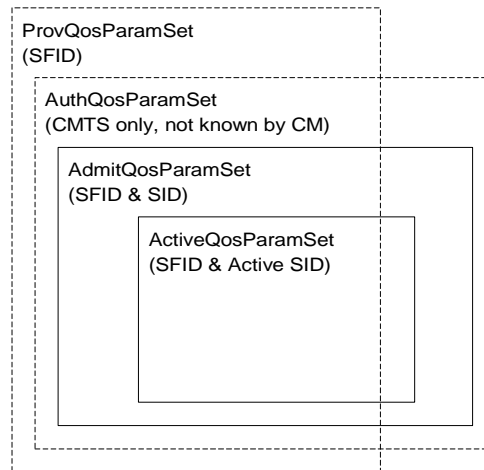 ProvQosParamSet
(SFID)
AuthQosParamSet
(CMTS only, not known by CM)
AdmitQosParamSet
(SFID & SID)
ActiveQosParamSet
(SFID & Active SID)